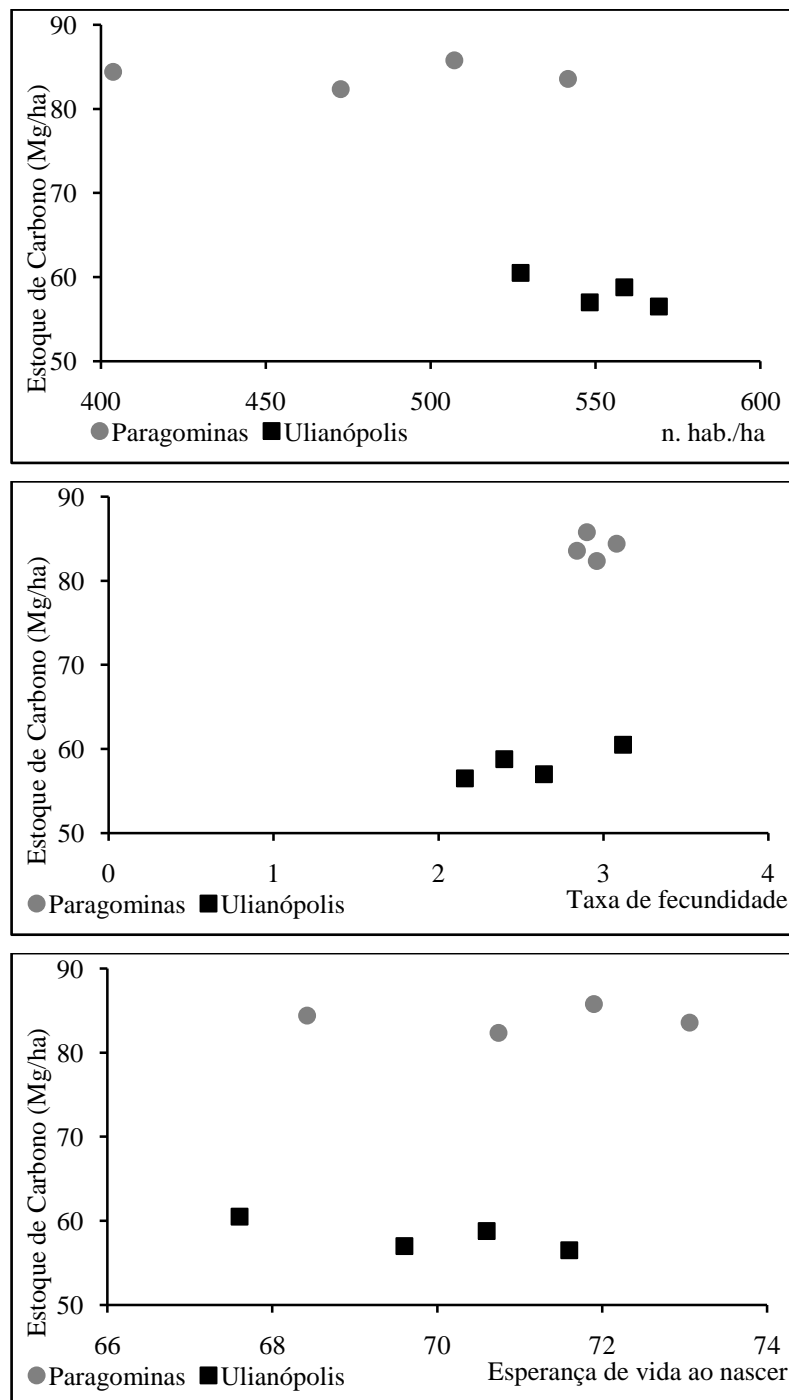 Estoque de Carbono (Mg/ha)
90
80
70
60
50
400 450 500 550 600
Paragominas Ulianópolis n. hab./ha
Estoque de Carbono (Mg/ha)
90
80
70
60
50
0 1 2 3 4
Paragominas Ulianópolis Taxa de fecundidade
Estoque de Carbono (Mg/ha)
90
80
70
60
50
66 68 70 72 74
Paragominas Ulianópolis Esperança de vida ao nascer